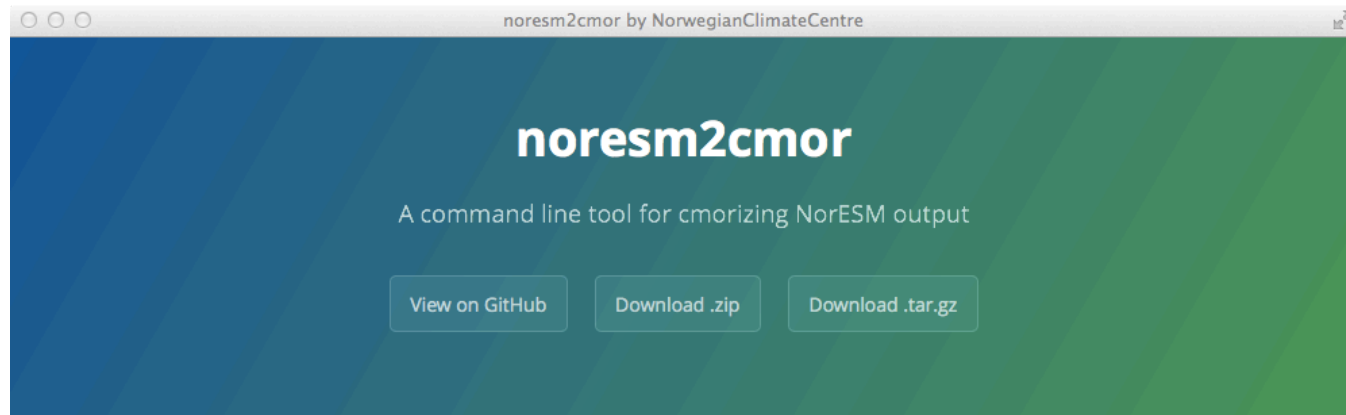 noresm2cmor by NorwegianClimateCentre
noresm2cmor
A command line tool for cmorizing NorESM output
View on GitHub
Download .zip
Download .tar.gz